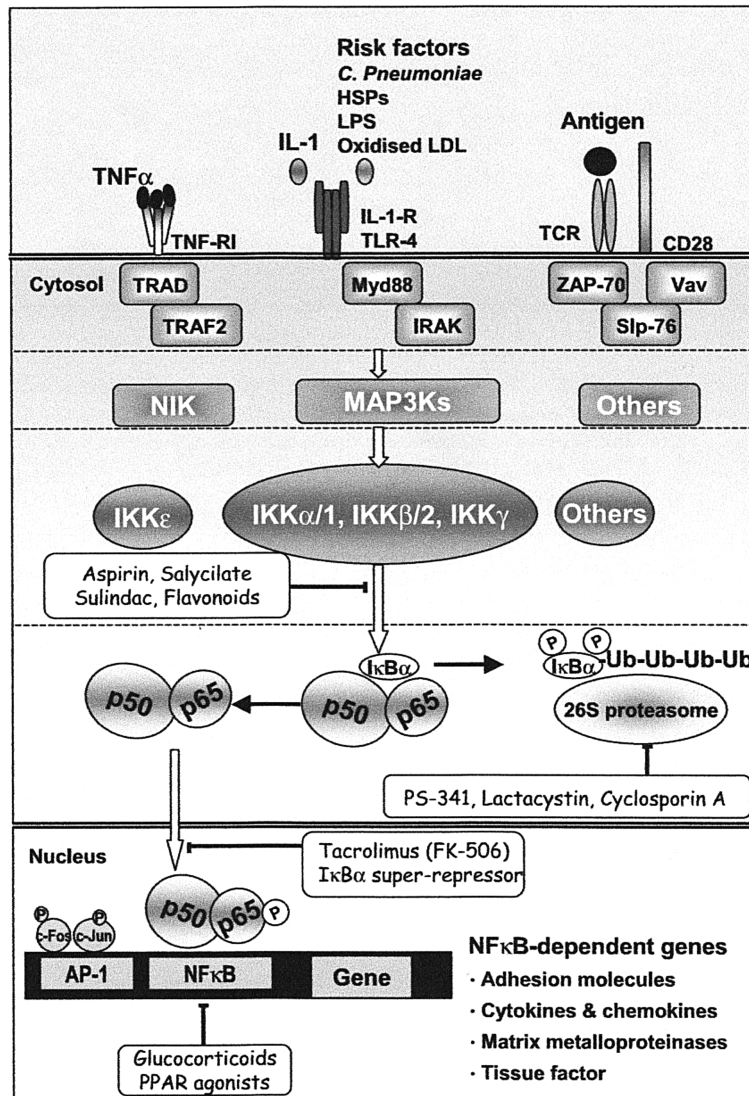 Risk factors
C. Pneumoniae
HSPs
LPS
Oxidised LDL
IL-1
Antigen
TNFα
TNF-RI
IL-1-R
TLR-4
TCR
CD28
Cytosol
TRAD
TRAF2
Myd88
IRAK
ZAP-70
Vav
Slp-76
NIK
MAP3Ks
Others
IKKε
IKKα/1, IKKβ/2, IKKγ
Others
Aspirin, Salycilate
Sulindac, Flavonoids
IκBα
p50
p65
p50
p65
P
P
IκBα
-Ub-Ub-Ub-Ub
26S proteasome
PS-341, Lactacystin, Cyclosporin A
Nucleus
Tacrolimus (FK-506)
IκBα super-repressor
P
c-Fos
P
c-Jun
p50
p65
P
AP-1
NFκB
Gene
Glucocorticoids
PPAR agonists
NFκB-dependent genes
· Adhesion molecules
· Cytokines & chemokines
· Matrix metalloproteinases
· Tissue factor